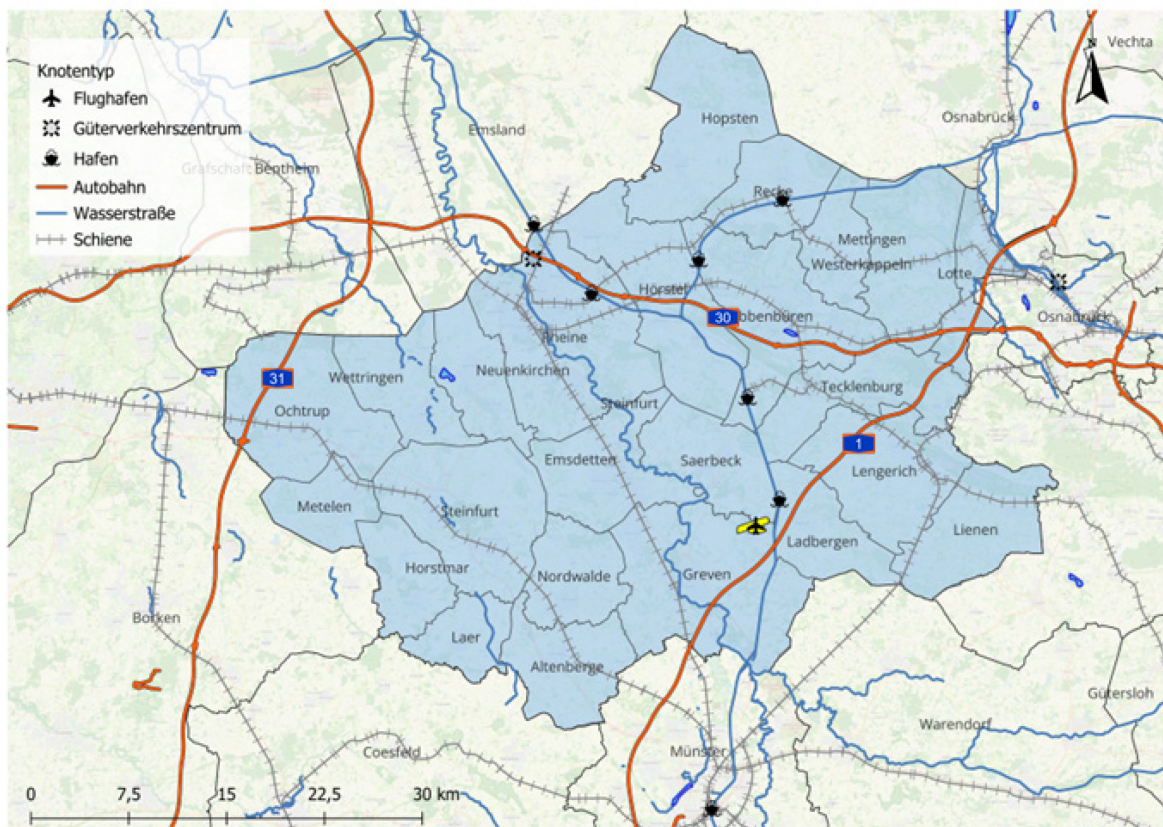 Knotentyp
Flughafen
Güterverkehrszentrum
Hafen
Autobahn
Wasserstraße
Schiene
N
Vechta
Hopsten
Osnabrück
Emsland
Grafschaft Bentheim
Recke
Mettingen
Westerkappeln
Lotte
Hörstel
30
bbenbüren
Osnabrück
Rheine
31
Wettringen
Neuenkirchen
Tecklenburg
Ochtrup
Steinfurt
1
Emsdetten
Saerbeck
Lengerich
Metelen
Steinfurt
Lienen
Ladbergen
Horstmar
Nordwalde
Greven
Borken
Laer
Altenberge
Gütersloh
Warendorf
Coesfeld
Münster
0 7,5 15 22,5 30 km